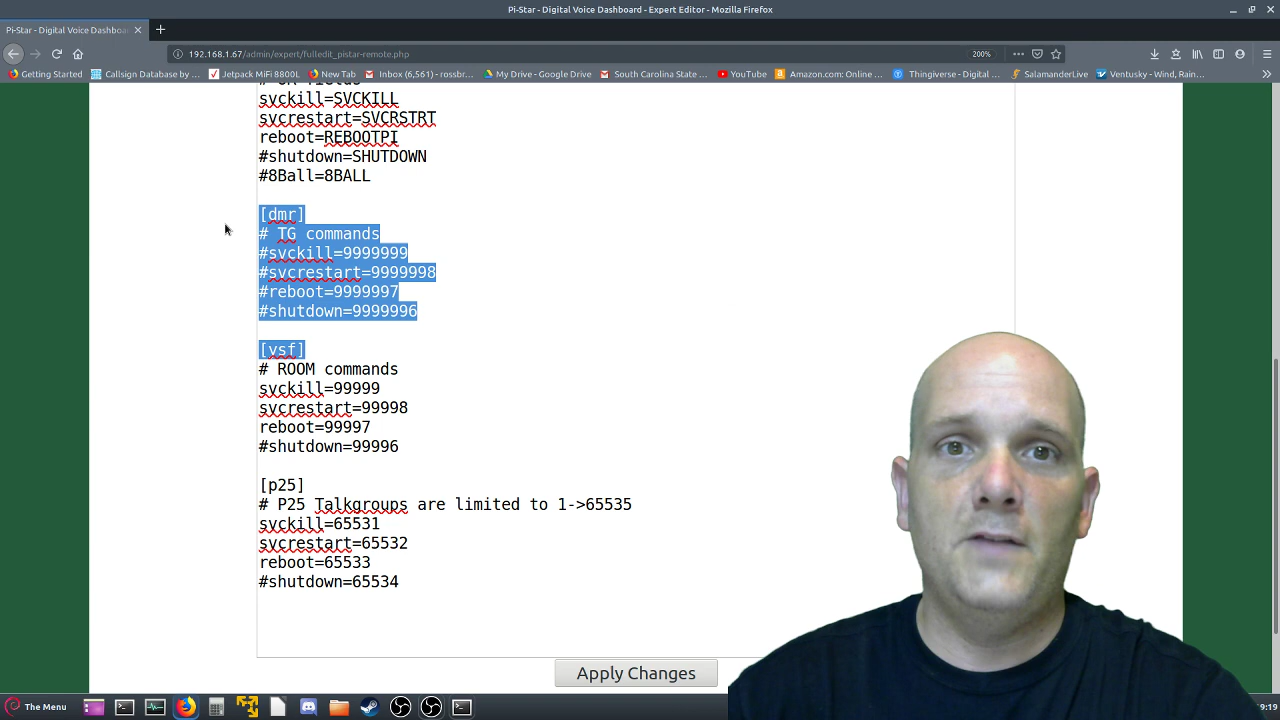 Pi-Star - Digital Voice Dashboard - Expert Editor - Mozilla Firefox
Pi-Star - Digital Voice Dashboa
192.168.1.67/admin/expert/fulledit_pistar-remote.php
200%
Getting Started
Callsign Database by ...
Jetpack MiFi 8800L
New Tab
Inbox (6,561) - rossbr...
My Drive - Google Drive
South Carolina State ...
YouTube
Amazon.com: Online ...
Thingiverse - Digital ...
SalamanderLive
Ventusky - Wind, Rain...
svckill=SVCKILL
svcrestart=SVCRSTRT
reboot=REBOOTPI
#shutdown=SHUTDOWN
#8Ball=8BALL
[dmr]
# TG commands
#svckill=9999999
#svcrestart=9999998
#reboot=9999997
#shutdown=9999996
[ysf]
# ROOM commands
svckill=99999
svcrestart=99998
reboot=99997
#shutdown=99996
[p25]
# P25 Talkgroups are limited to 1->65535
svckill=65531
svcrestart=65532
reboot=65533
#shutdown=65534
Apply Changes
The Menu
19:19